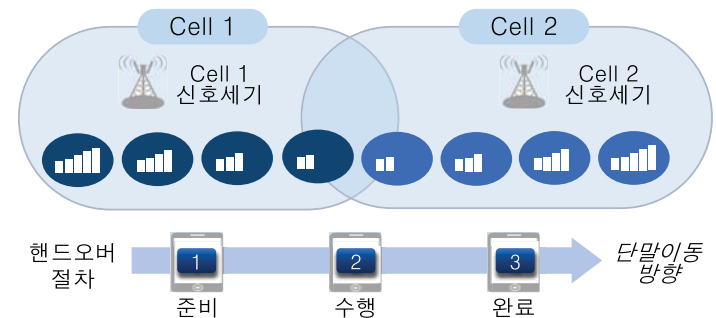 Cell 1
Cell 2
Cell 1
신호세기
Cell 2
신호세기
핸드오버
절차
1
2
3
단말이동
방향
준비
수행
완료